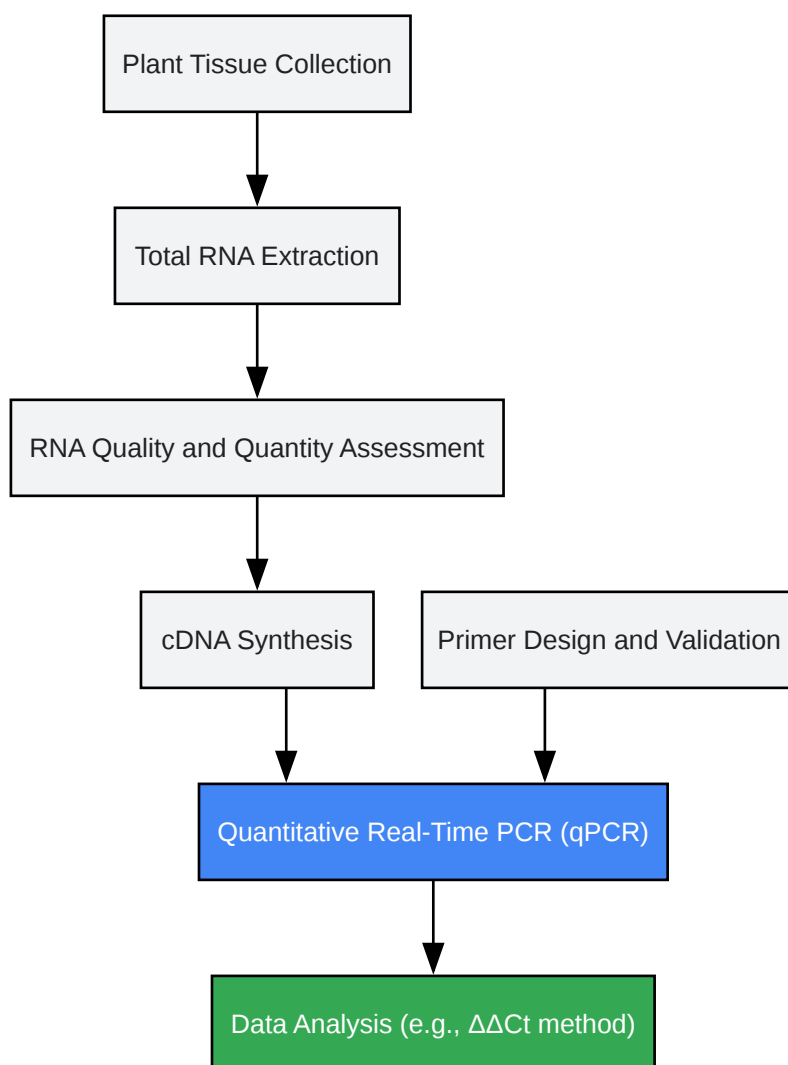 Plant Tissue Collection
Total RNA Extraction
RNA Quality and Quantity Assessment
cDNA Synthesis
Primer Design and Validation
Quantitative Real-Time PCR (qPCR)
Data Analysis (e.g., ΔΔCt method)